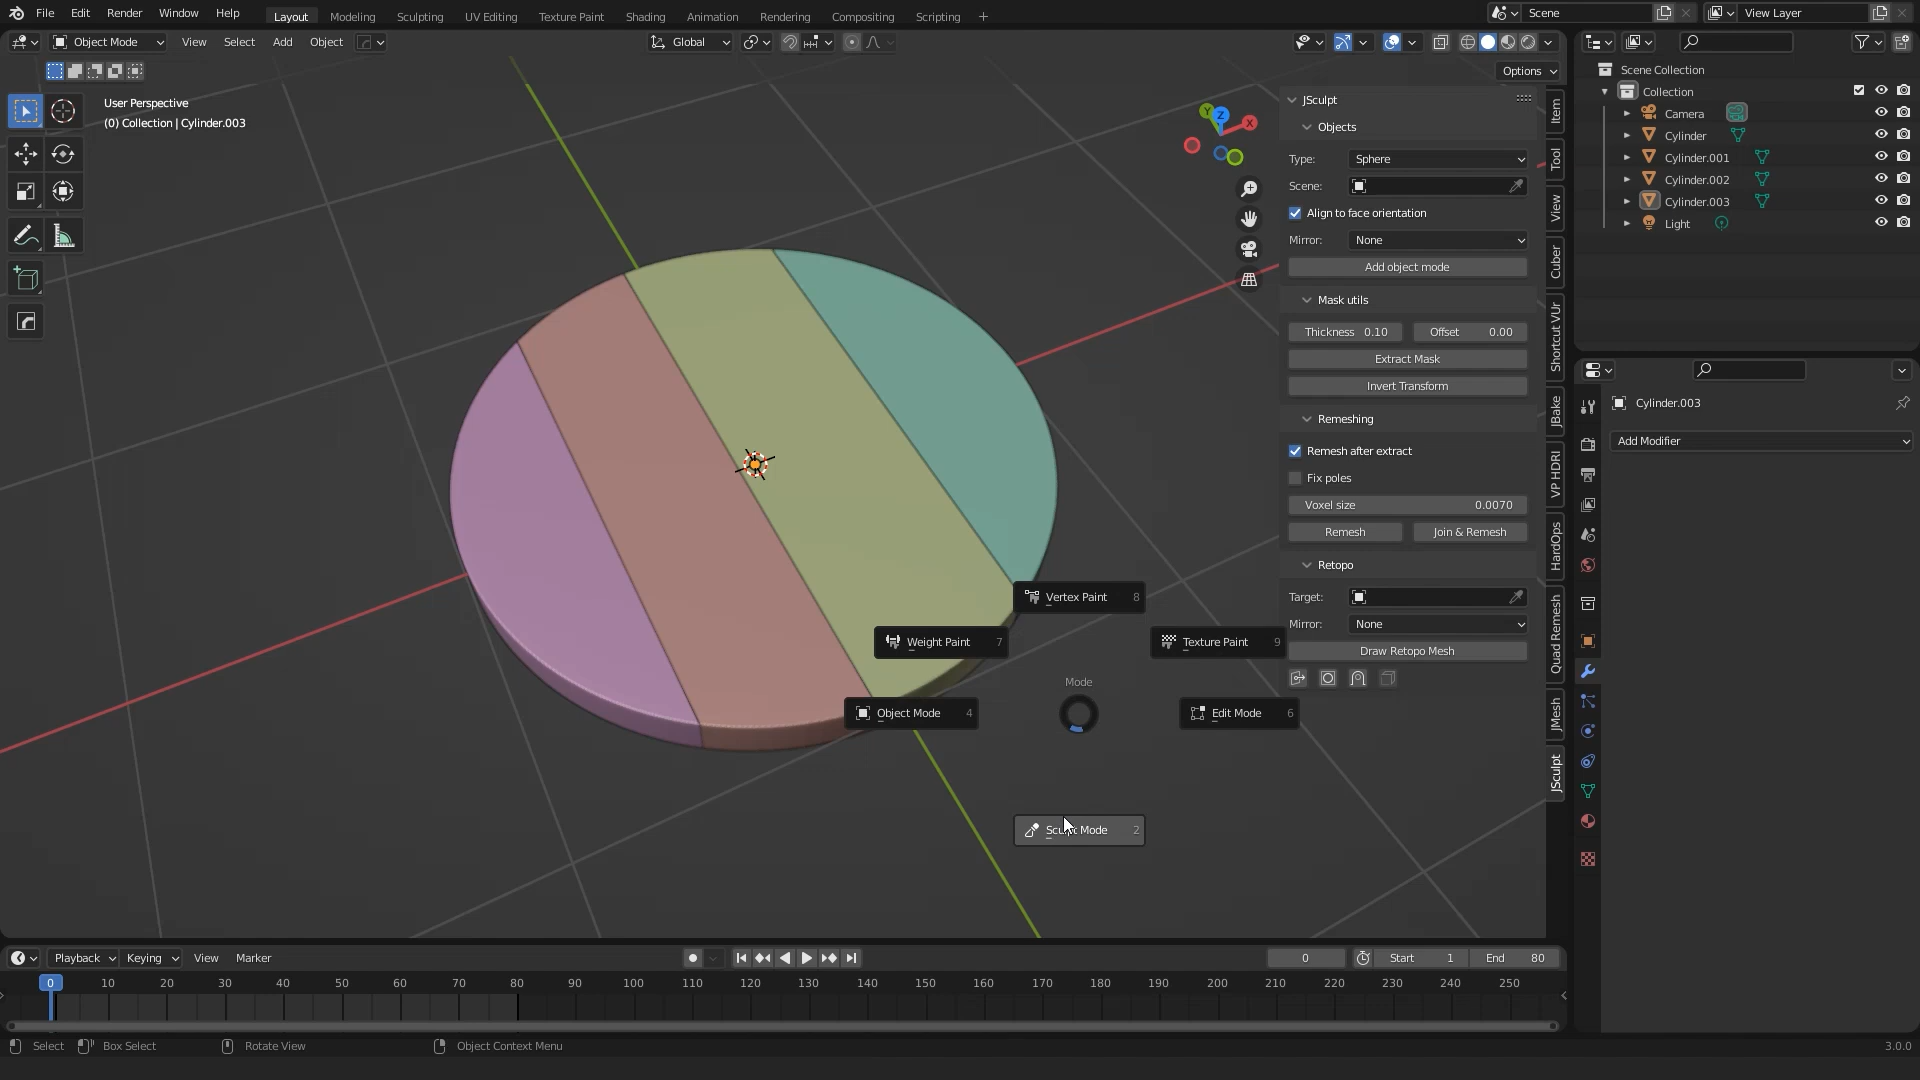 File Edit Render Window Help Layout Modeling Sculpting UV Editing Texture Paint Shading Animation Rendering Compositing Scripting + Scene View Layer
Object Mode View Select Add Object Global
Options
User Perspective
(0) Collection | Cylinder.003
Y Z X
JSculpt
Objects
Type: Sphere
Scene:
Align to face orientation
Mirror: None
Add object mode
Mask utils
Thickness 0.10 Offset 0.00
Extract Mask
Invert Transform
Remeshing
Remesh after extract
Fix poles
Voxel size 0.0070
Remesh Join & Remesh
Retopo
Target:
Mirror: None
Draw Retopo Mesh
Item
Tool
View
Cuber
Shortcut VUr
JBake
VP HDRI
HardOps
Quad Remesh
JMesh
JSculpt
Scene Collection
Collection
Camera
Cylinder
Cylinder.001
Cylinder.002
Cylinder.003
Light
Cylinder.003
Add Modifier
Vertex Paint 8
Weight Paint 7
Texture Paint 9
Mode
Object Mode 4
Edit Mode 6
Sculpt Mode 2
Playback Keying View Marker 0 Start 1 End 80
0 10 20 30 40 50 60 70 80 90 100 110 120 130 140 150 160 170 180 190 200 210 220 230 240 250
Select Box Select Rotate View Object Context Menu 3.0.0